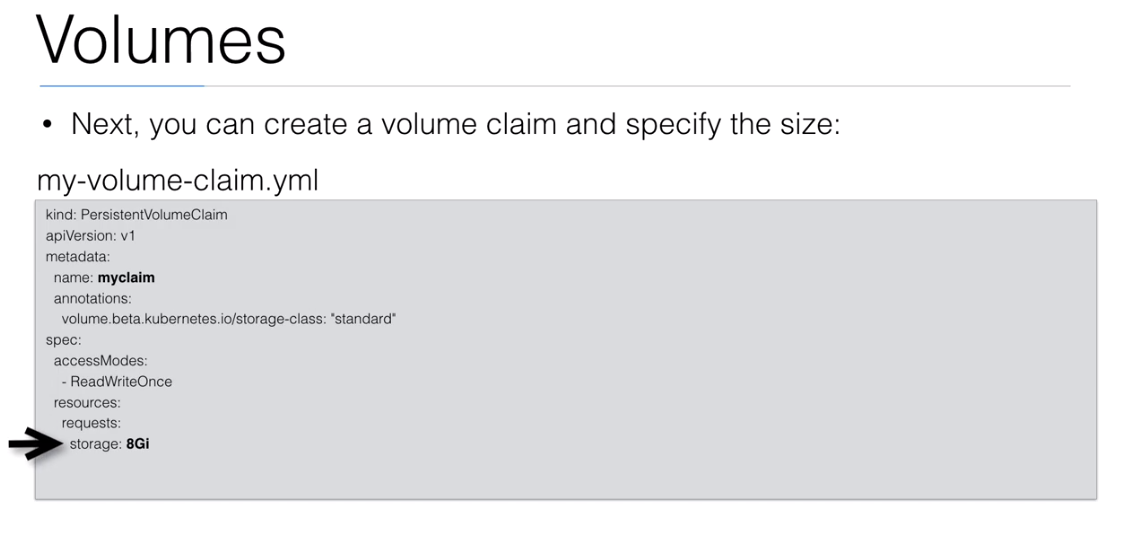 Volumes
• Next, you can create a volume claim and specify the size:
my-volume-claim.yml
kind: PersistentVolumeClaim
apiVersion: v1
metadata:
  name: myclaim
  annotations:
    volume.beta.kubernetes.io/storage-class: "standard"
spec:
  accessModes:
    - ReadWriteOnce
  resources:
    requests:
      storage: 8Gi